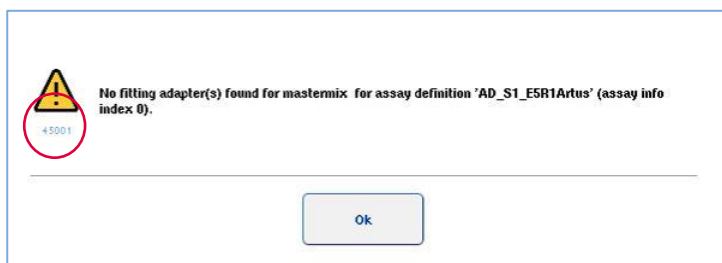 No fitting adapter(s) found for mastermix for assay definition 'AD_S1_E5R1Artus' (assay info
index 0).
45001
Ok